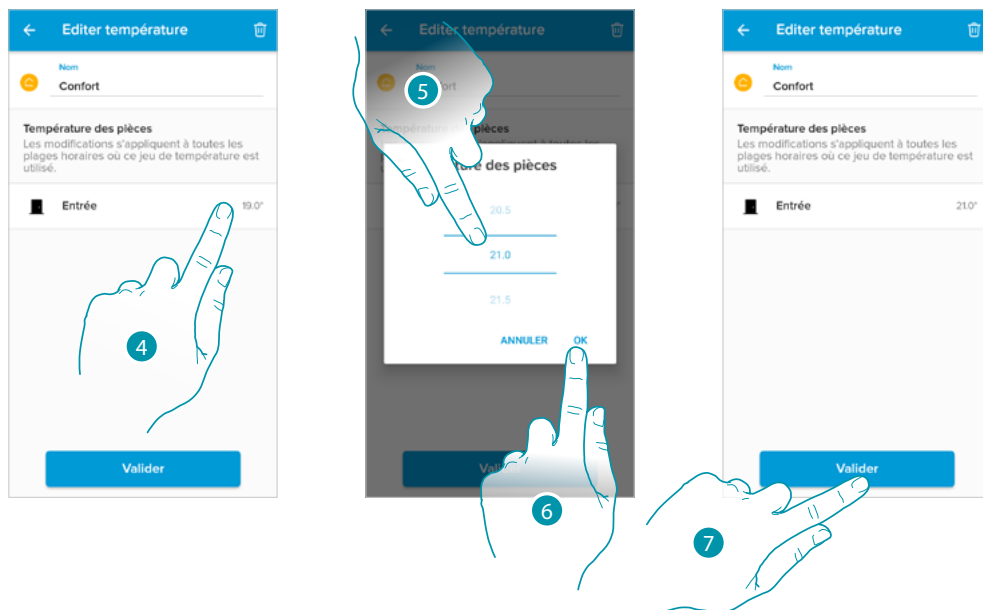 Editer température
Nom
Confort
Température des pièces
Les modifications s'appliquent à toutes les
plages horaires où ce jeu de température est
utilisé.
Entrée 19.0°
4
Valider
Editer température
Nom
5
pièces
des pièces
20.5
21.0
21.5
ANNULER OK
6
Editer température
Nom
Confort
Température des pièces
Les modifications s'appliquent à toutes les
plages horaires où ce jeu de température est
utilisé.
Entrée 21.0°
Valider
7